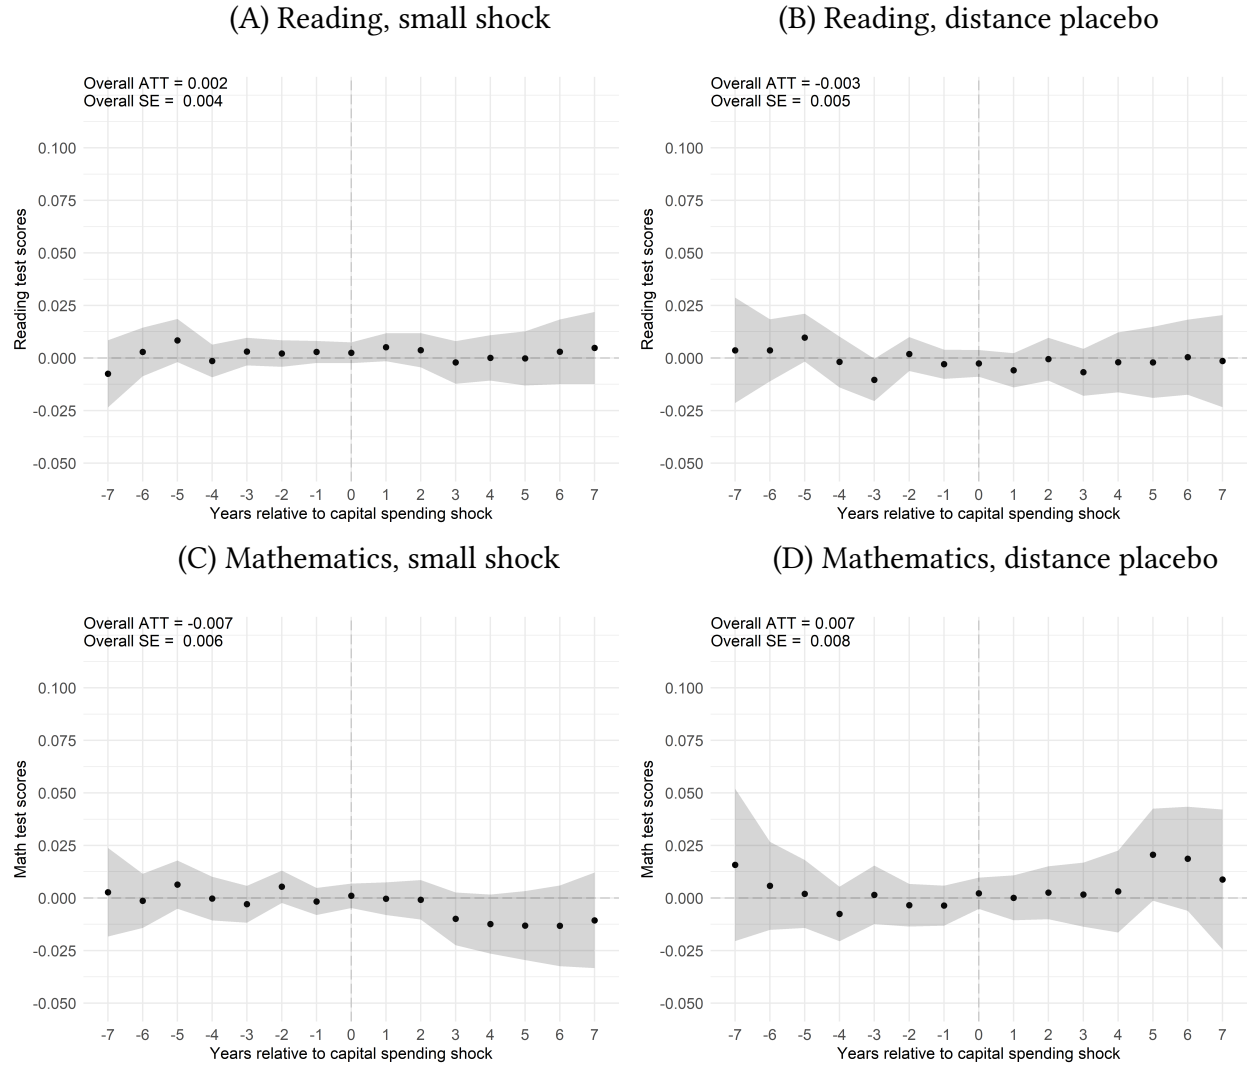 (A) Reading, small shock
Overall ATT = 0.002
Overall SE =  0.004
0.100
0.075
0.050
0.025
0.000
-0.025
-0.050
Reading test scores
-7 -6 -5 -4 -3 -2 -1 0 1 2 3 4 5 6 7
Years relative to capital spending shock
(B) Reading, distance placebo
Overall ATT = -0.003
Overall SE =  0.005
0.100
0.075
0.050
0.025
0.000
-0.025
-0.050
Reading test scores
-7 -6 -5 -4 -3 -2 -1 0 1 2 3 4 5 6 7
Years relative to capital spending shock
(C) Mathematics, small shock
Overall ATT = -0.007
Overall SE =  0.006
0.100
0.075
0.050
0.025
0.000
-0.025
-0.050
Math test scores
-7 -6 -5 -4 -3 -2 -1 0 1 2 3 4 5 6 7
Years relative to capital spending shock
(D) Mathematics, distance placebo
Overall ATT = 0.007
Overall SE =  0.008
0.100
0.075
0.050
0.025
0.000
-0.025
-0.050
Math test scores
-7 -6 -5 -4 -3 -2 -1 0 1 2 3 4 5 6 7
Years relative to capital spending shock